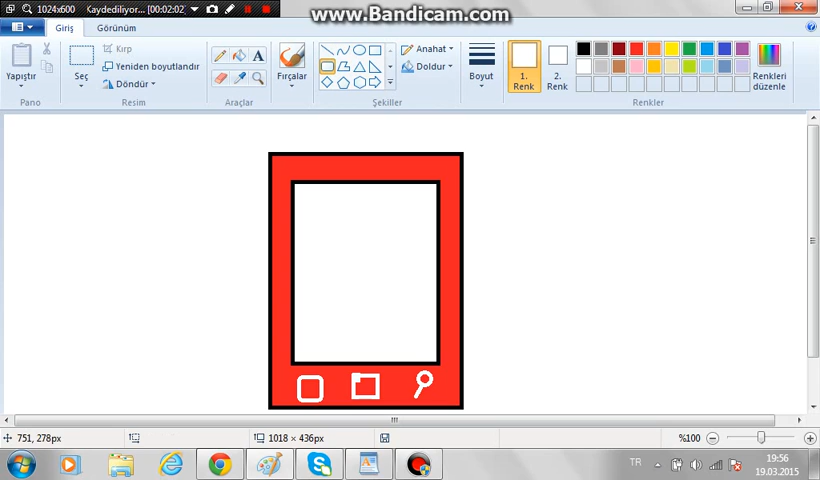 www.Bandicam.com
1024x600 Kaydediliyor... [00:02:02]
Giriş Görünüm
Yapıştır
Kırp
Seç
Yeniden boyutlandır
Döndür
Fırçalar
Anahat
Doldur
Boyut
1. Renk
2. Renk
Renkleri düzenle
Pano Resim Araçlar Şekiller Renkler
751, 278px 1018 × 436px %100
TR 19:56
19.03.2015